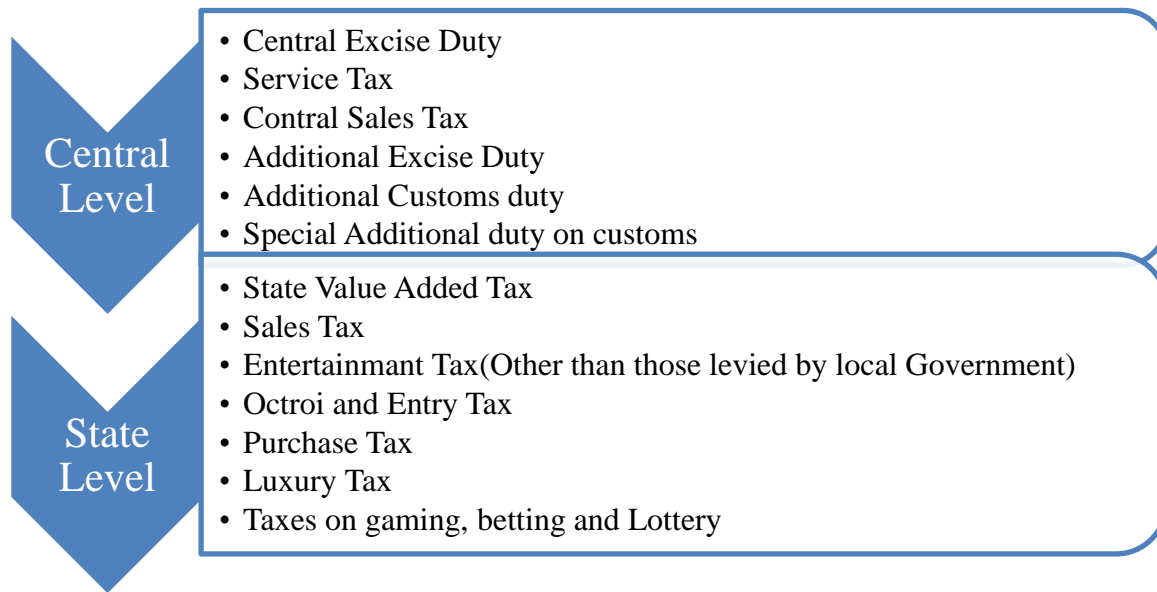 Central
Level
• Central Excise Duty
• Service Tax
• Contral Sales Tax
• Additional Excise Duty
• Additional Customs duty
• Special Additional duty on customs
State
Level
• State Value Added Tax
• Sales Tax
• Entertainmant Tax(Other than those levied by local Government)
• Octroi and Entry Tax
• Purchase Tax
• Luxury Tax
• Taxes on gaming, betting and Lottery